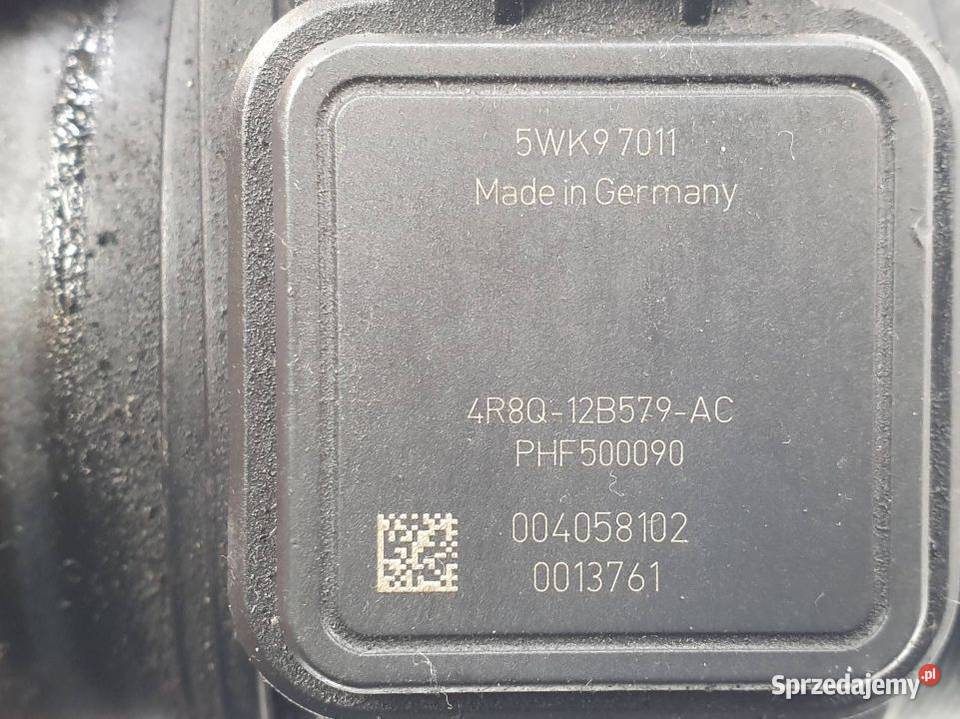 5WK9 7011
Made in Germany
4R8Q-12B579-AC
PHF500090
004058102
0013761
Sprzedajemy.pl